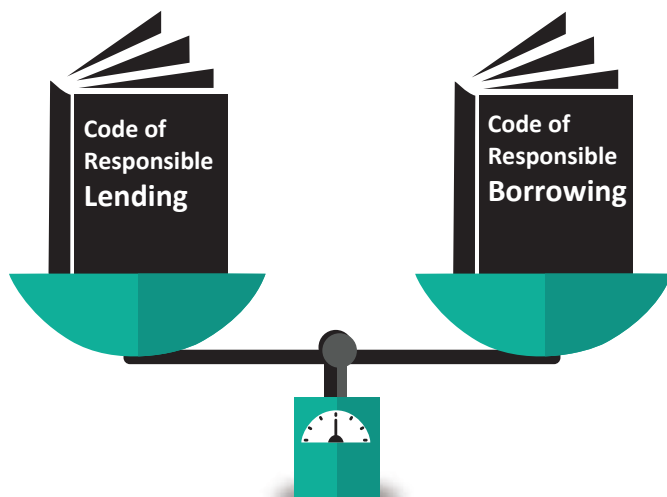 Code of
Responsible
Lending
Code of
Responsible
Borrowing